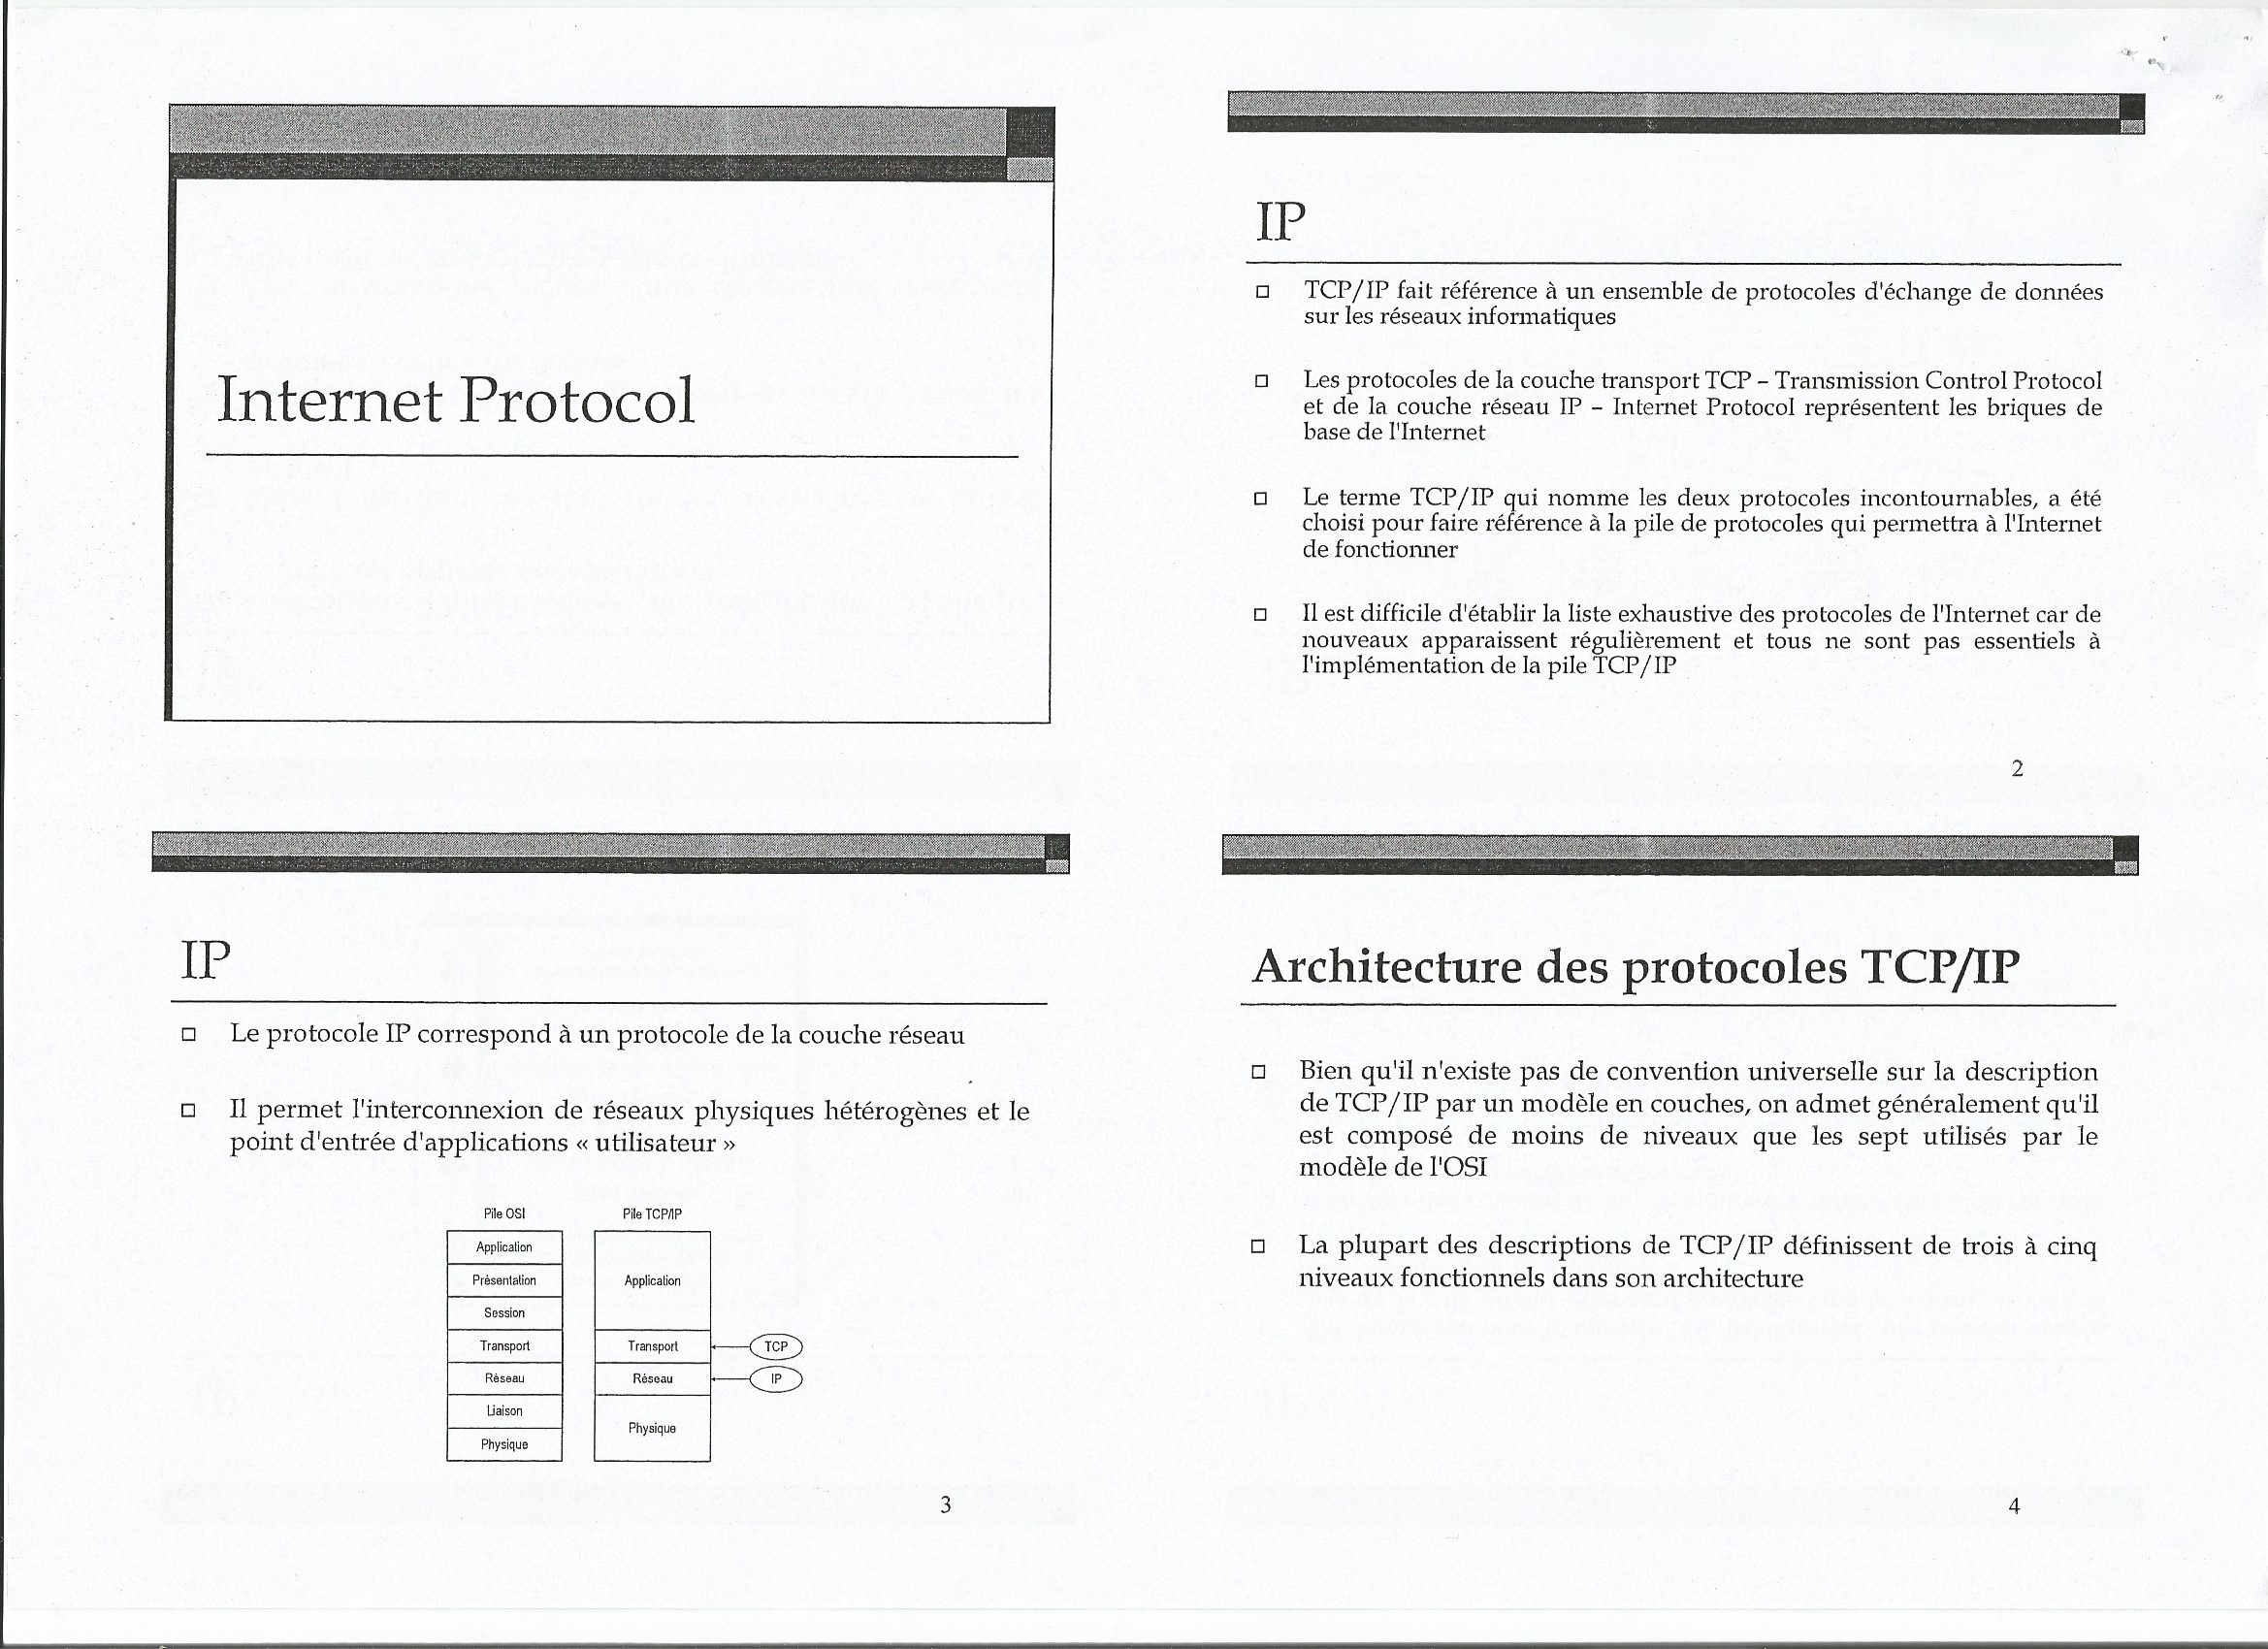 Internet Protocol
IP
TCP/IP fait référence à un ensemble de protocoles d'échange de données
sur les réseaux informatiques
Les protocoles de la couche transport TCP – Transmission Control Protocol
et de la couche réseau IP – Internet Protocol représentent les briques de
base de l'Internet
Le terme TCP/IP qui nomme les deux protocoles incontournables, a été
choisi pour faire référence à la pile de protocoles qui permettra à l'Internet
de fonctionner
Il est difficile d'établir la liste exhaustive des protocoles de l'Internet car de
nouveaux apparaissent régulièrement et tous ne sont pas essentiels à
l'implémentation de la pile TCP/IP
2
IP
Le protocole IP correspond à un protocole de la couche réseau
Il permet l'interconnexion de réseaux physiques hétérogènes et le
point d'entrée d'applications « utilisateur »
Pile OSI
Application
Présentation
Session
Transport
Réseau
Liaison
Physique
Pile TCP/IP
Application
Transport
Réseau
Physique
TCP
IP
3
Architecture des protocoles TCP/IP
Bien qu'il n'existe pas de convention universelle sur la description
de TCP/IP par un modèle en couches, on admet généralement qu'il
est composé de moins de niveaux que les sept utilisés par le
modèle de l'OSI
La plupart des descriptions de TCP/IP définissent de trois à cinq
niveaux fonctionnels dans son architecture
4